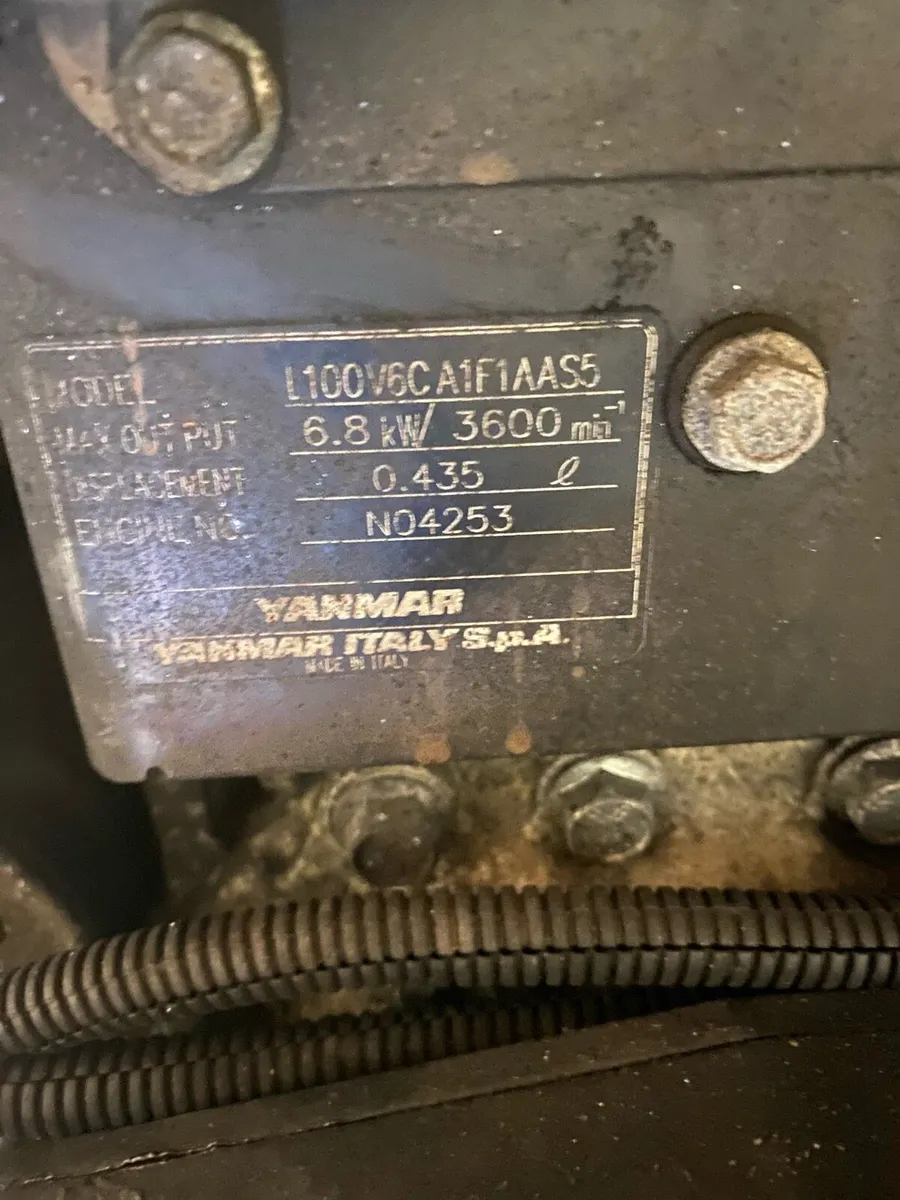 MODEL L100V6CA1F1AAS5
MAX OUTPUT 6.8 kW/ 3600 min⁻¹
DISPLACEMENT 0.435 ℓ
ENGINE NO. N04253
YANMAR
YANMAR ITALY S.p.A.
MADE IN ITALY